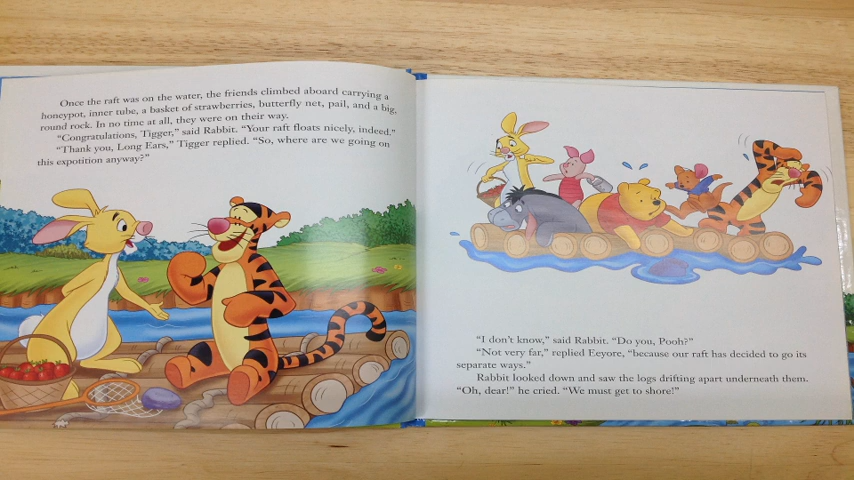 Once the raft was on the water, the friends climbed aboard carrying a
honeypot, inner tube, a basket of strawberries, butterfly net, pail, and a big,
round rock. In no time at all, they were on their way.
“Congratulations, Tigger,” said Rabbit. “Your raft floats nicely, indeed.”
“Thank you, Long Ears,” Tigger replied. “So, where are we going on
this expotition anyway?”
“I don’t know,” said Rabbit. “Do you, Pooh?”
“Not very far,” replied Eeyore, “because our raft has decided to go its
separate ways.”
Rabbit looked down and saw the logs drifting apart underneath them.
“Oh, dear!” he cried. “We must get to shore!”